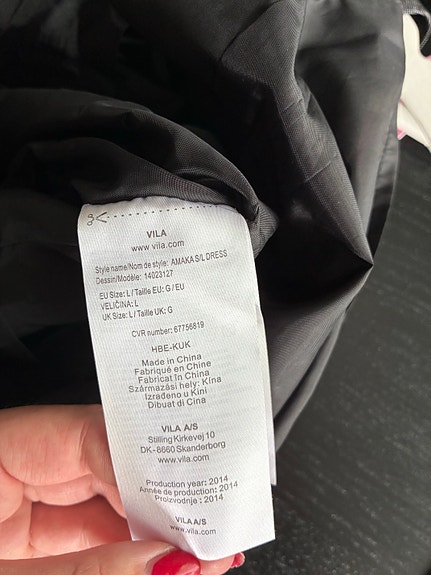 VILA
www.vila.com
Style name/Nom de style: AMAKA S/L DRESS
Dessin/Modèle: 14023127
EU Size: L / Taille EU: G / EU
VELIČINA: L
UK Size: L / Taille UK: G
CVR number: 67756819
HBE-KUK
Made in China
Fabriqué en Chine
Fabricat în China
Származási hely: Kína
Izrađeno u Kini
Dibuat di Cina
VILA A/S
Stilling Kirkevej 10
DK-8660 Skanderborg
www.vila.com
Production year: 2014
Année de production: 2014
Proizvodnje : 2014
VILA A/S
www.vila.com